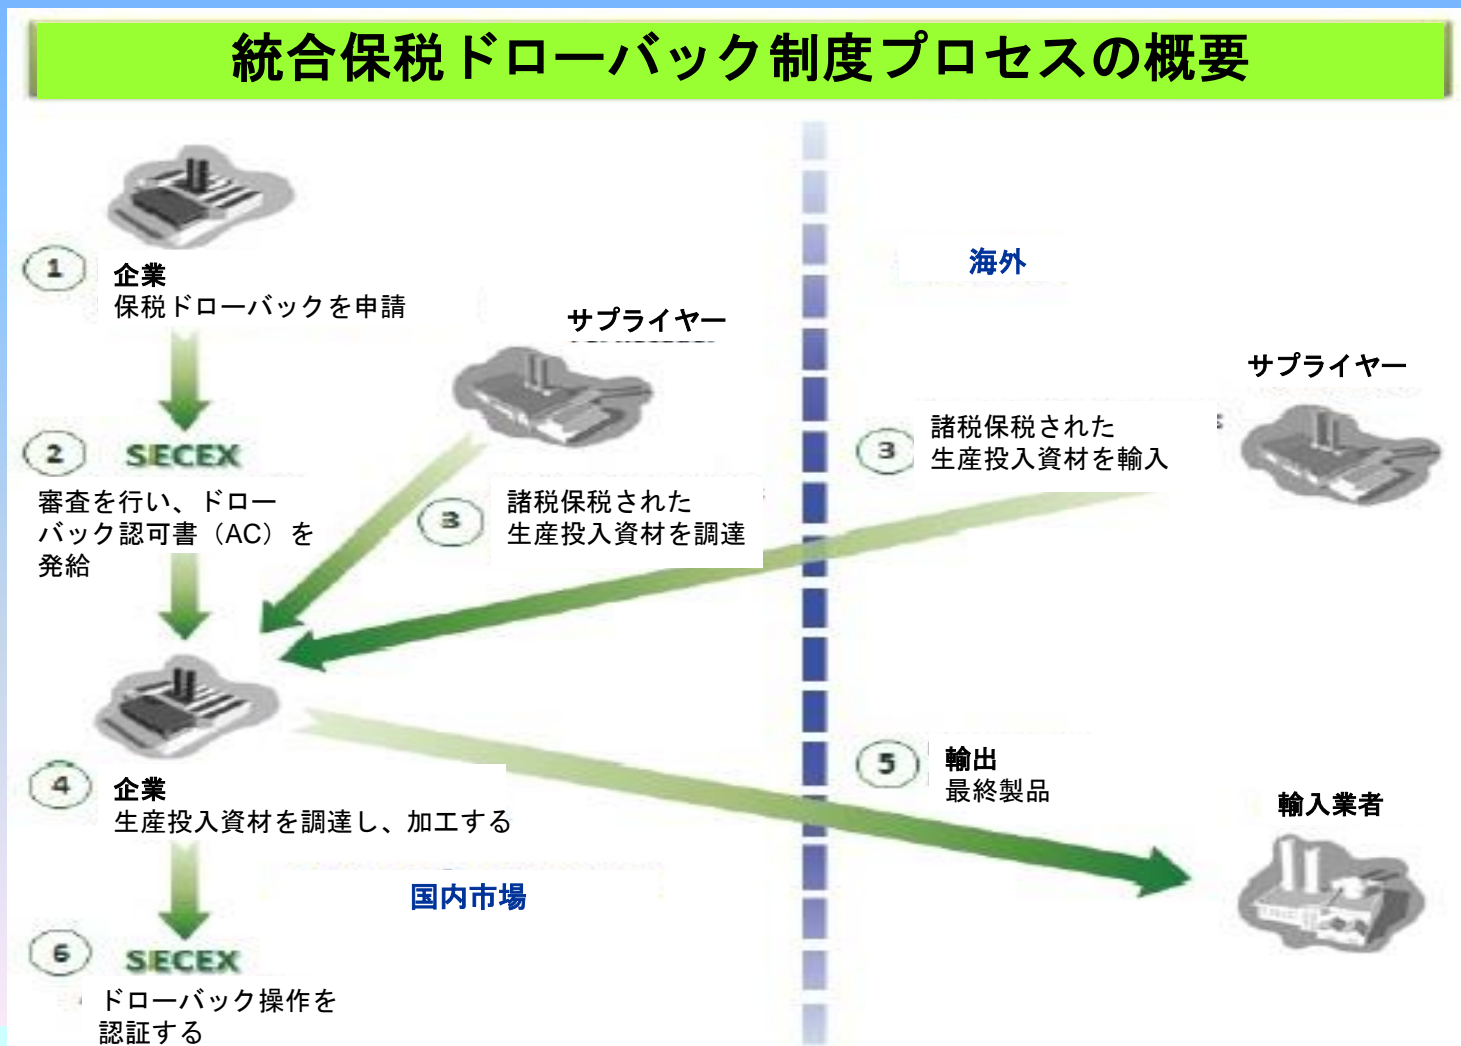 統合保税ドローバック制度プロセスの概要
1
企業
保税ドローバックを申請
サプライヤー
海外
サプライヤー
2
SECEX
審査を行い、ドロー
バック認可書（AC）を
発給
3
諸税保税された
生産投入資材を調達
3
諸税保税された
生産投入資材を輸入
4
企業
生産投入資材を調達し、加工する
5
輸出
最終製品
輸入業者
国内市場
6
SECEX
ドローバック操作を
認証する